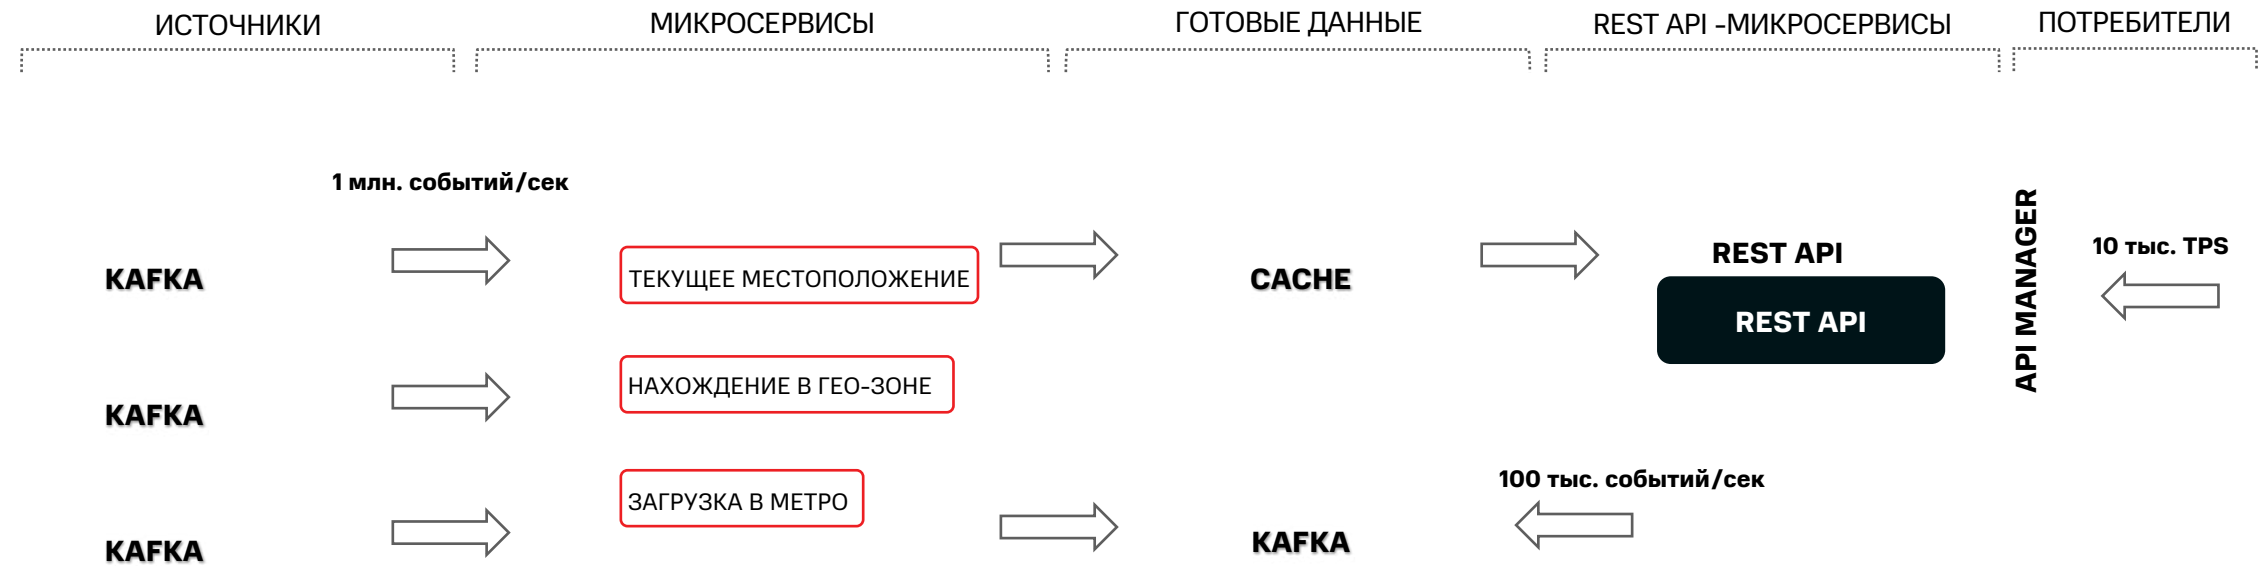 ИСТОЧНИКИ
МИКРОСЕРВИСЫ
ГОТОВЫЕ ДАННЫЕ
REST API -МИКРОСЕРВИСЫ
ПОТРЕБИТЕЛИ
1 млн. событий/сек
KAFKA
ТЕКУЩЕЕ МЕСТОПОЛОЖЕНИЕ
CACHE
REST API
REST API
API MANAGER
10 тыс. TPS
KAFKA
НАХОЖДЕНИЕ В ГЕО-ЗОНЕ
KAFKA
ЗАГРУЗКА В МЕТРО
KAFKA
100 тыс. событий/сек